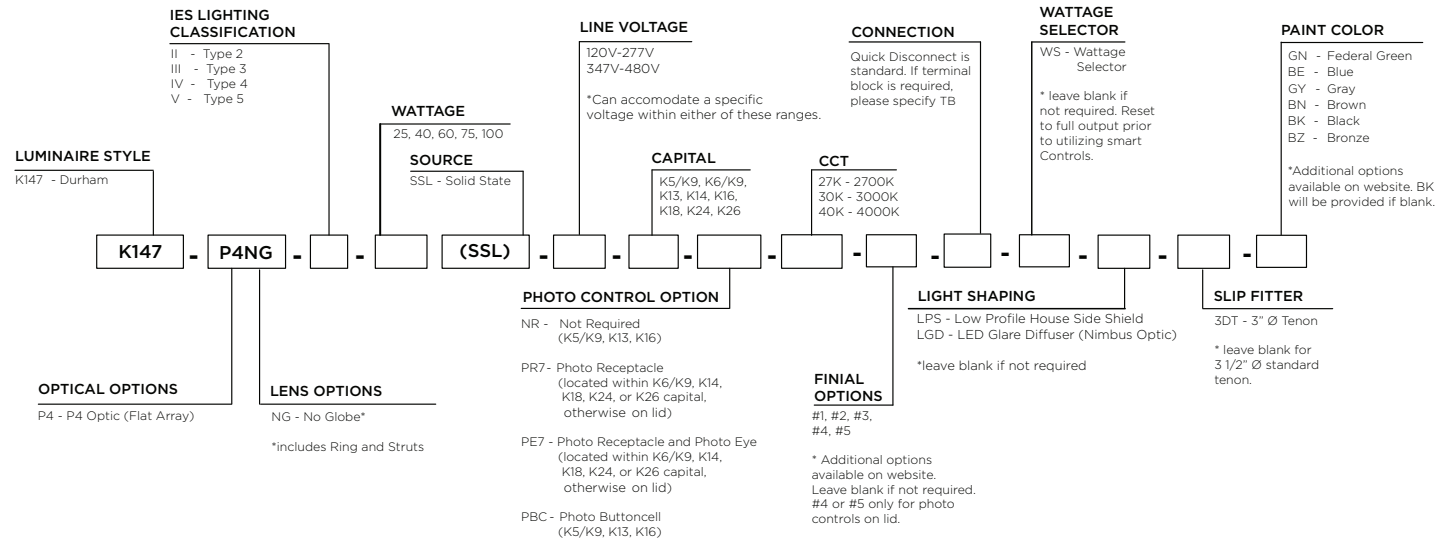 IES LIGHTING
CLASSIFICATION
II - Type 2
III - Type 3
IV - Type 4
V - Type 5
LINE VOLTAGE
120V-277V
347V-480V
*Can accomodate a specific
voltage within either of these ranges.
CONNECTION
Quick Disconnect is
standard. If terminal
block is required,
please specify TB
WATTAGE
SELECTOR
WS - Wattage
Selector
* leave blank if
not required. Reset
to full output prior
to utilizing smart
Controls.
PAINT COLOR
GN - Federal Green
BE - Blue
GY - Gray
BN - Brown
BK - Black
BZ - Bronze
*Additional options
available on website. BK
will be provided if blank.
WATTAGE
25, 40, 60, 75, 100
LUMINAIRE STYLE
K147 - Durham
SOURCE
SSL - Solid State
CAPITAL
K5/K9, K6/K9,
K13, K14, K16,
K18, K24, K26
CCT
27K - 2700K
30K - 3000K
40K - 4000K
K147 - P4NG - - (SSL) - - - - - - - - - -
OPTICAL OPTIONS
P4 - P4 Optic (Flat Array)
LENS OPTIONS
NG - No Globe*
*includes Ring and Struts
PHOTO CONTROL OPTION
NR - Not Required
(K5/K9, K13, K16)
PR7- Photo Receptacle
(located within K6/K9, K14,
K18, K24, or K26 capital,
otherwise on lid)
PE7 - Photo Receptacle and Photo Eye
(located within K6/K9, K14,
K18, K24, or K26 capital,
otherwise on lid)
PBC - Photo Buttoncell
(K5/K9, K13, K16)
FINIAL
OPTIONS
#1, #2, #3,
#4, #5
* Additional options
available on website.
Leave blank if not required.
#4 or #5 only for photo
controls on lid.
LIGHT SHAPING
LPS - Low Profile House Side Shield
LGD - LED Glare Diffuser (Nimbus Optic)
*leave blank if not required
SLIP FITTER
3DT - 3" Ø Tenon
* leave blank for
3 1/2" Ø standard
tenon.